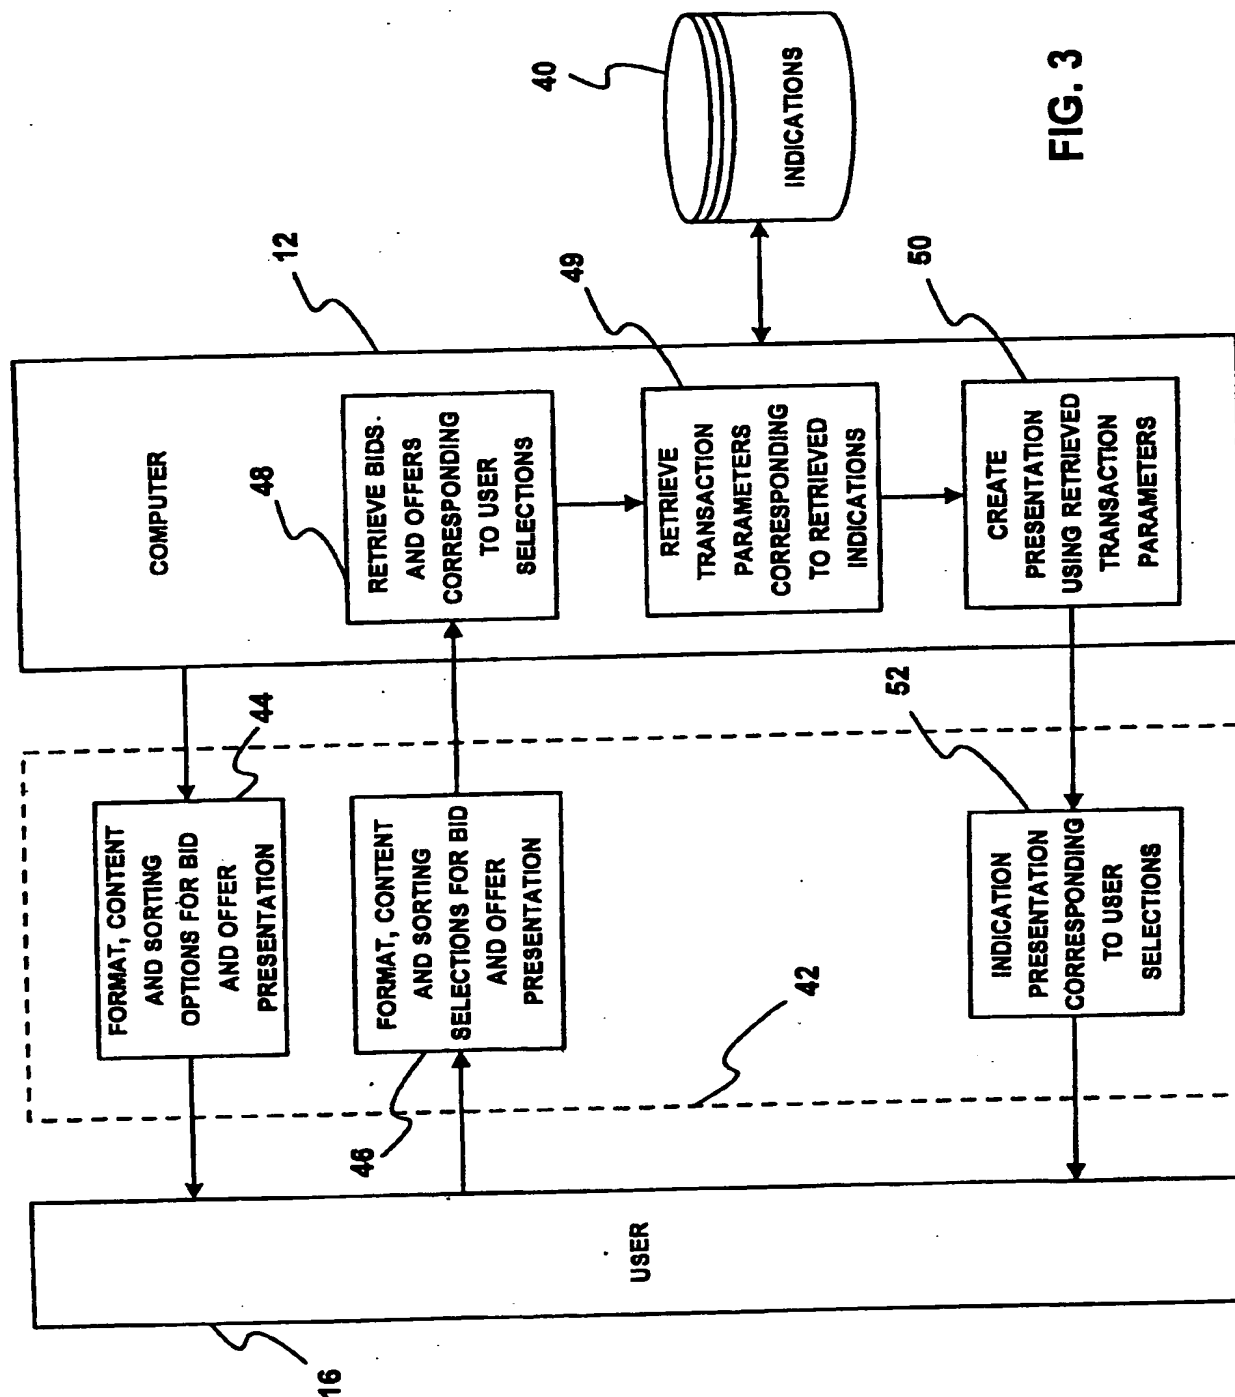 COMPUTER
12
48
RETRIEVE BIDS
AND OFFERS
CORRESPONDING
TO USER
SELECTIONS
49
RETRIEVE
TRANSACTION
PARAMETERS
CORRESPONDING
TO RETRIEVED
INDICATIONS
50
CREATE
PRESENTATION
USING RETRIEVED
TRANSACTION
PARAMETERS
40
INDICATIONS
44
FORMAT, CONTENT
AND SORTING
OPTIONS FOR BID
AND OFFER
PRESENTATION
46
FORMAT, CONTENT
AND SORTING
SELECTIONS FOR BID
AND OFFER
PRESENTATION
52
INDICATION
PRESENTATION
CORRESPONDING
TO USER
SELECTIONS
42
USER
16
FIG. 3